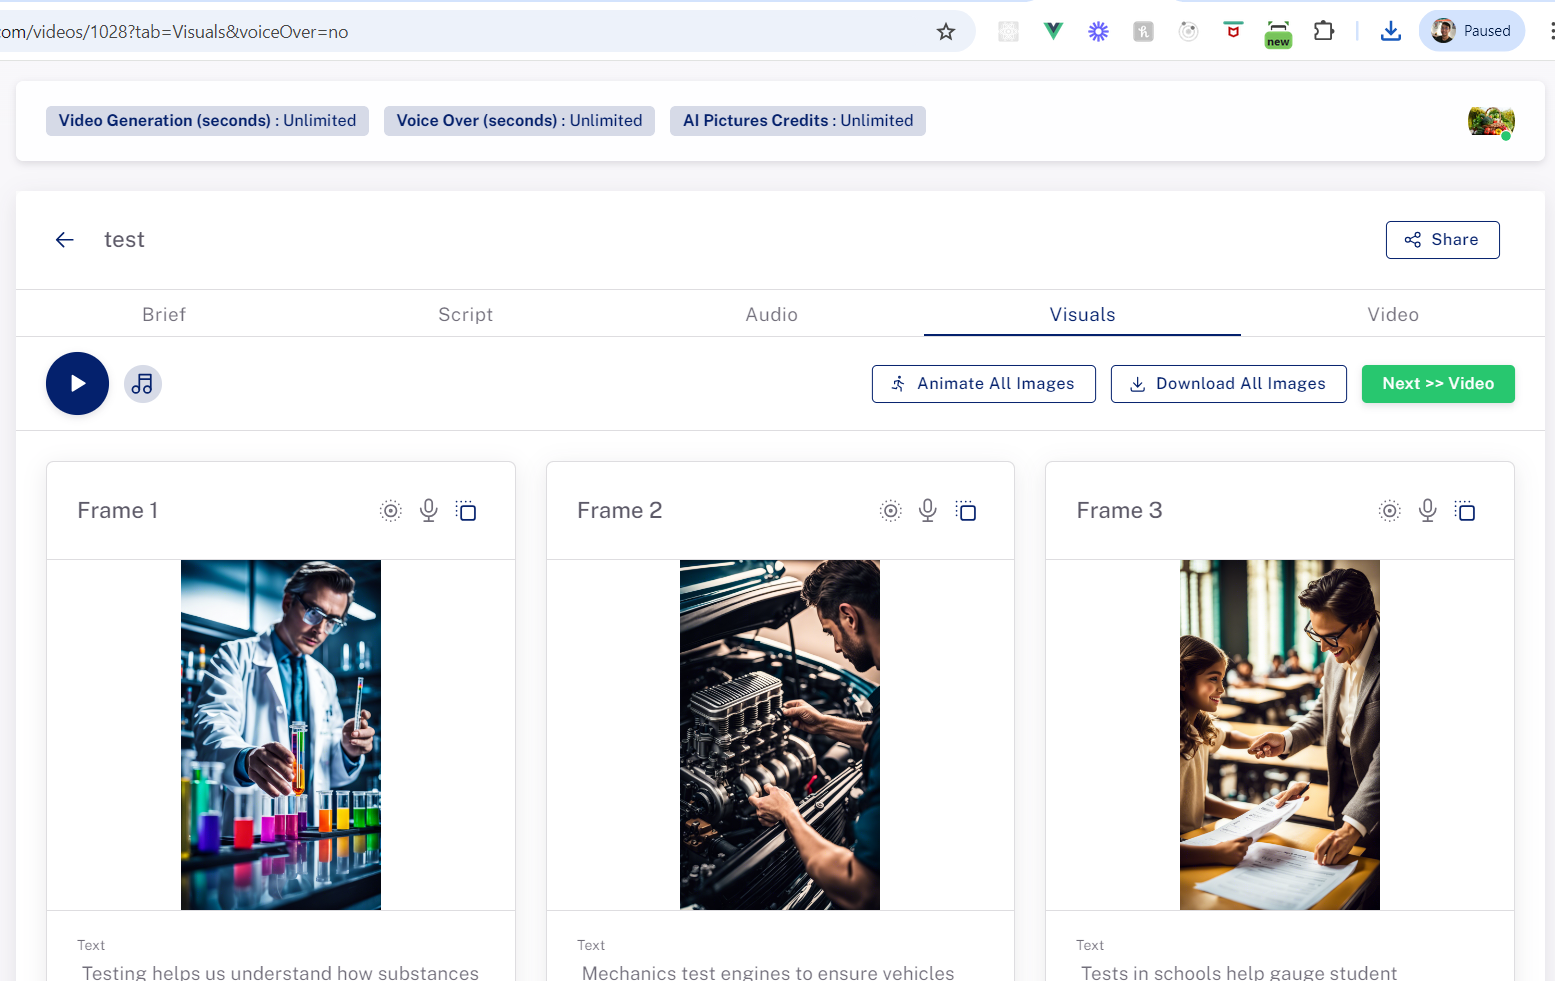 com/videos/1028?tab=Visuals&voiceOver=no
new
Paused
Video Generation (seconds) : Unlimited
Voice Over (seconds) : Unlimited
AI Pictures Credits : Unlimited
test
Share
Brief
Script
Audio
Visuals
Video
Animate All Images
Download All Images
Next >> Video
Frame 1
Frame 2
Frame 3
Text
Testing helps us understand how substances
Text
Mechanics test engines to ensure vehicles
Text
Tests in schools help gauge student